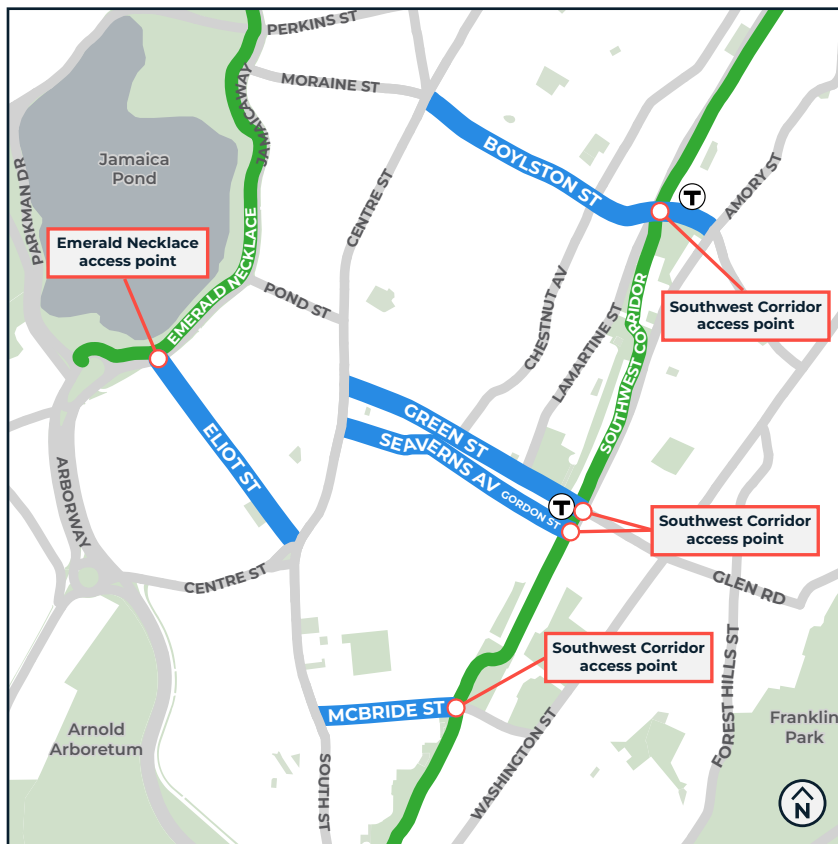 PERKINS ST
MORAINE ST
JAMAICAWAY
Jamaica
Pond
BOYLSTON ST
T
AMORY ST
PARKMAN DR
CENTRE ST
Emerald Necklace
access point
EMERALD NECKLACE
POND ST
CHESTNUT AV
LAMARTINE ST
SOUTHWEST CORRIDOR
Southwest Corridor
access point
GREEN ST
SEAVERNS AV
GORDON ST
T
ELIOT ST
ARBORWAY
Southwest Corridor
access point
CENTRE ST
GLEN RD
Southwest Corridor
access point
FOREST HILLS ST
MCBRIDE ST
WASHINGTON ST
SOUTH ST
Arnold
Arboretum
Franklin
Park
N